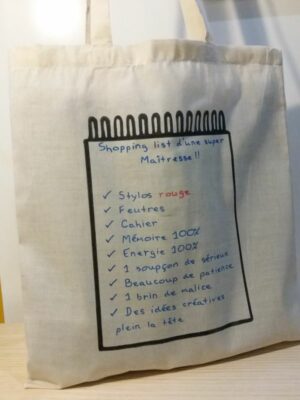 Shopping list d'une super
Maîtresse!!
✓ Stylos rouge
✓ Feutres
✓ Cahier
✓ Mémoire 100%
✓ Energie 100%
✓ 1 soupçon de sérieux
✓ Beaucoup de patience
✓ 1 brin de malice
✓ Des idées créatives
plein la tête